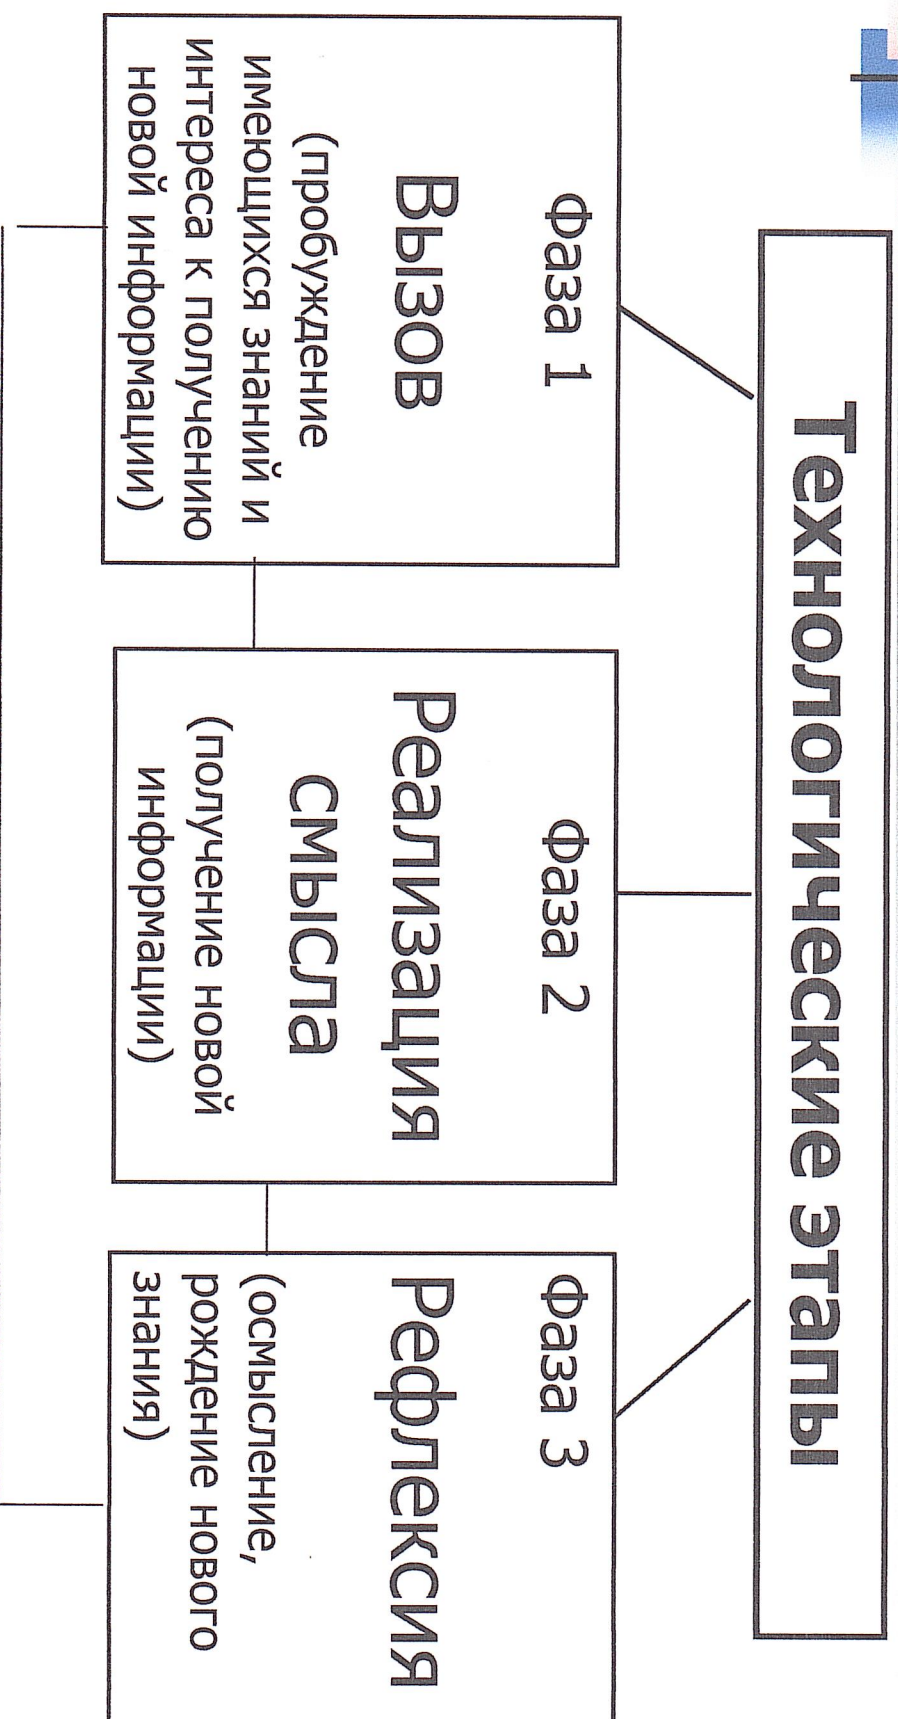 Технологические этапы
Фаза 1
Вызов
(пробуждение
имеющихся знаний и
интереса к получению
новой информации)
Фаза 2
Реализация
смысла
(получение новой
информации)
Фаза 3
Рефлексия
(осмысление,
рождение нового
знания)